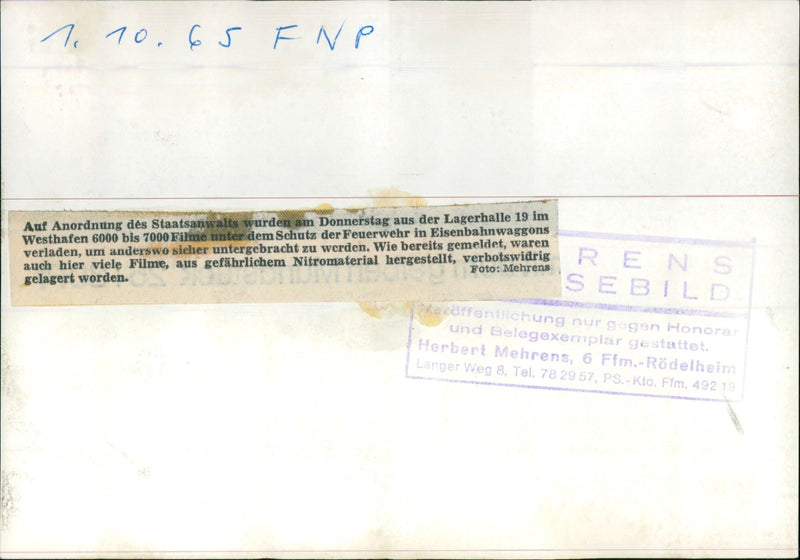 1. 10. 65 FNP
Auf Anordnung des Staatsanwalts wurden am Donnerstag aus der Lagerhalle 19 im
Westhafen 6000 bis 7000 Filme unter dem Schutz der Feuerwehr in Eisenbahnwaggons
verladen, um anderswo sicher untergebracht zu werden. Wie bereits gemeldet, waren
auch hier viele Filme, aus gefährlichem Nitromaterial hergestellt, verbotswidrig
gelagert worden. Foto: Mehrens
RENS
SEBILD
eröffentlichung nur gegen Honorar
und Belegexemplar gestattet.
Herbert Mehrens, 6 Ffm.-Rödelheim
Langer Weg 8, Tel. 78 29 57, PS.-Kto. Ffm. 492 19